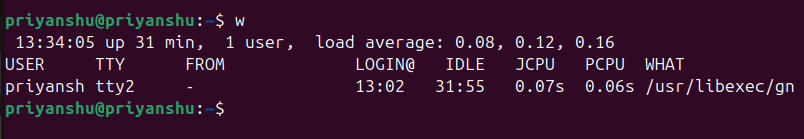 priyanshu@priyanshu:~$ w
 13:34:05 up 31 min,  1 user,  load average: 0.08, 0.12, 0.16
USER     TTY      FROM             LOGIN@   IDLE   JCPU   PCPU WHAT
priyansh tty2     -                13:02   31:55   0.07s  0.06s /usr/libexec/gn
priyanshu@priyanshu:~$